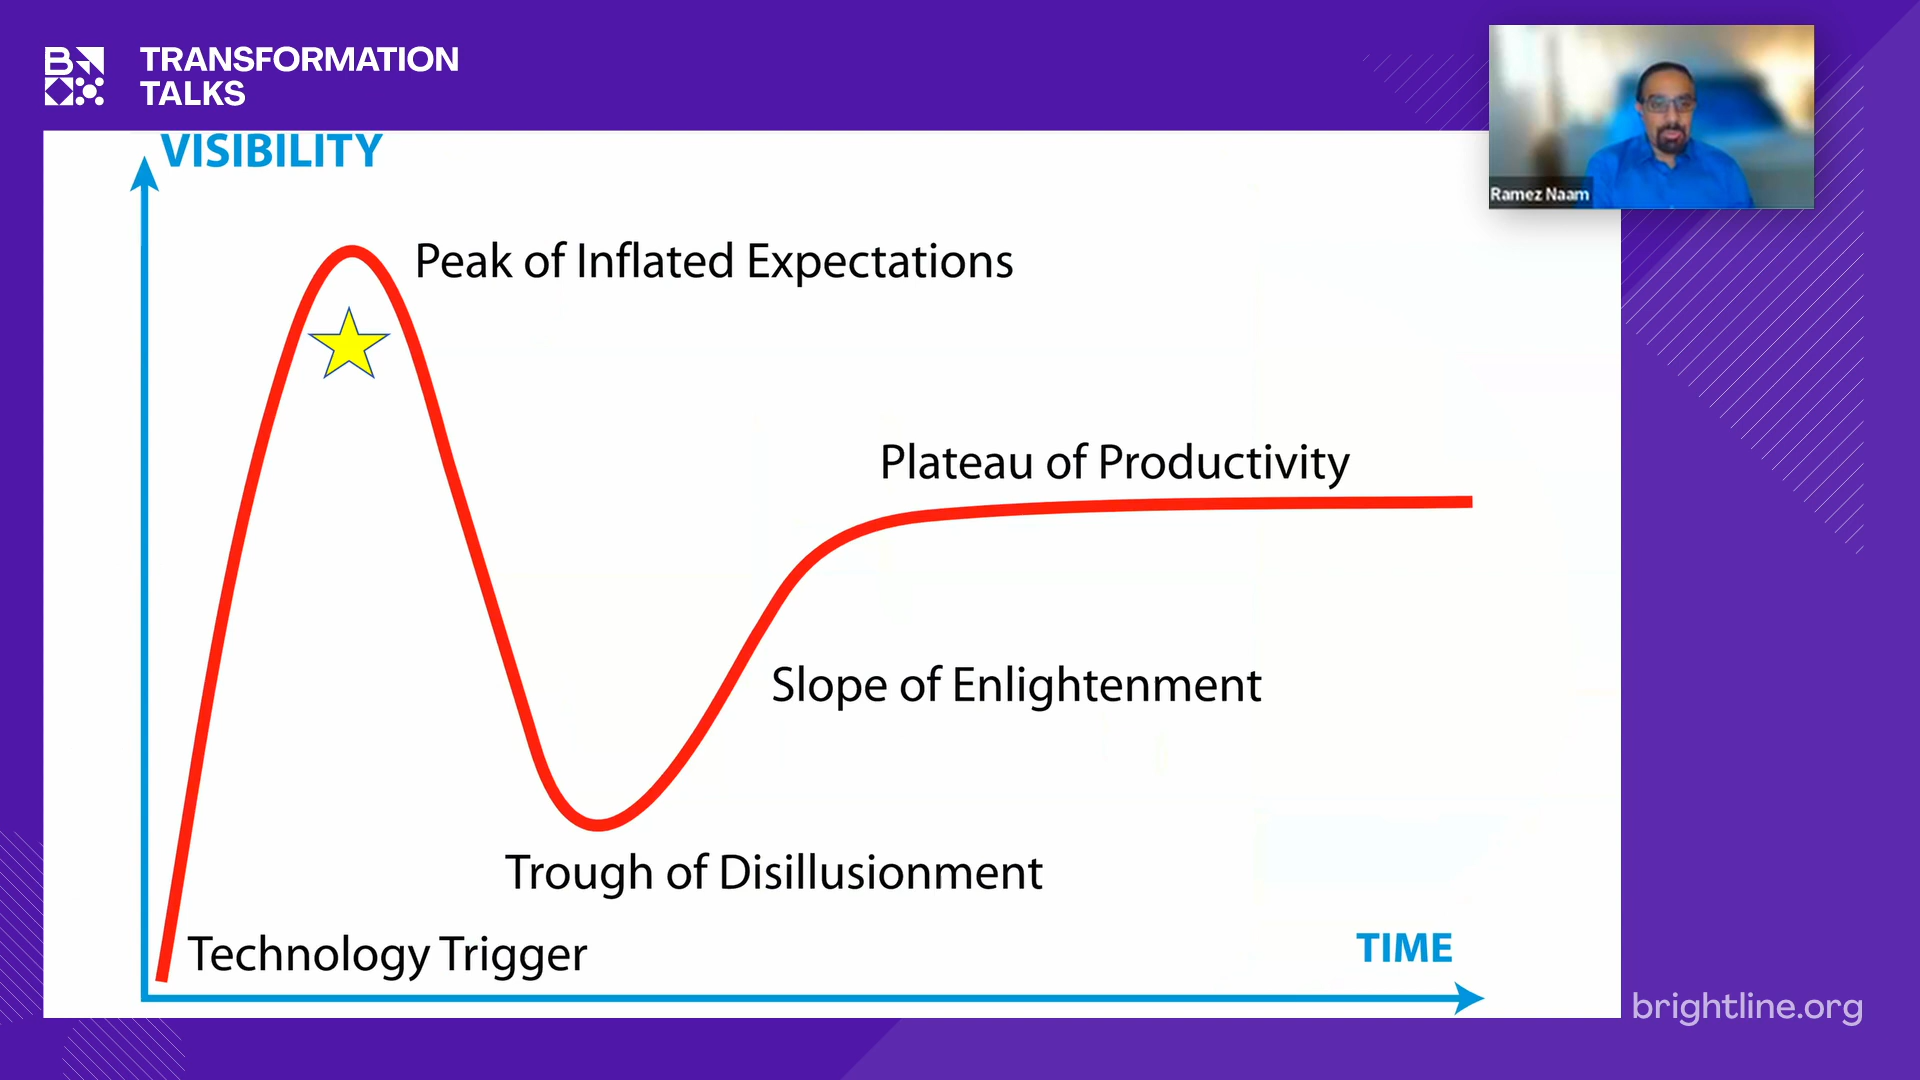 TRANSFORMATION
TALKS
Ramez Naam
VISIBILITY
Peak of Inflated Expectations
Plateau of Productivity
Slope of Enlightenment
Trough of Disillusionment
Technology Trigger
TIME
brightline.org